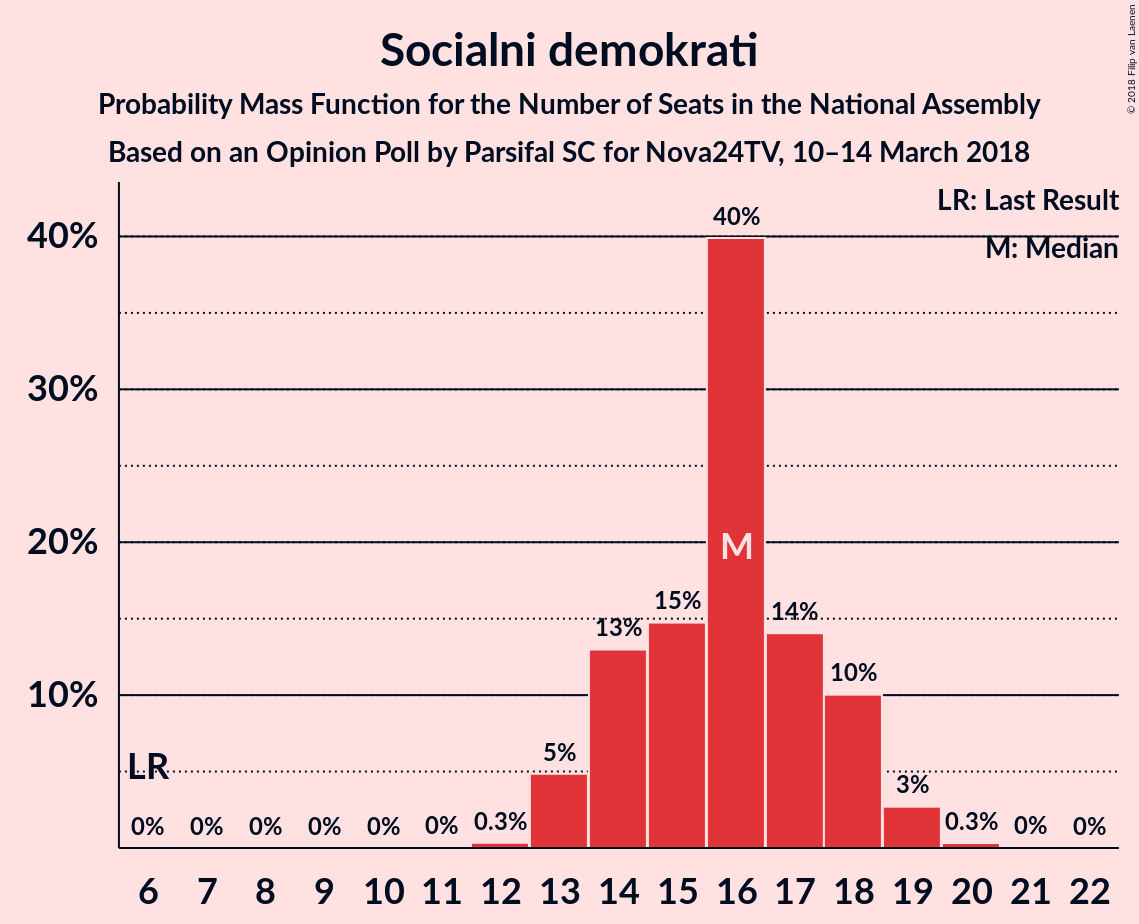 Socialni demokrati
Probability Mass Function for the Number of Seats in the National Assembly
Based on an Opinion Poll by Parsifal SC for Nova24TV, 10–14 March 2018
© 2018 Filip van Laenen
LR: Last Result
M: Median
40%
30%
20%
10%
LR
0% 0% 0% 0% 0% 0% 0.3% 5% 13% 15% 40% 14% 10% 3% 0.3% 0% 0%
M
6 7 8 9 10 11 12 13 14 15 16 17 18 19 20 21 22